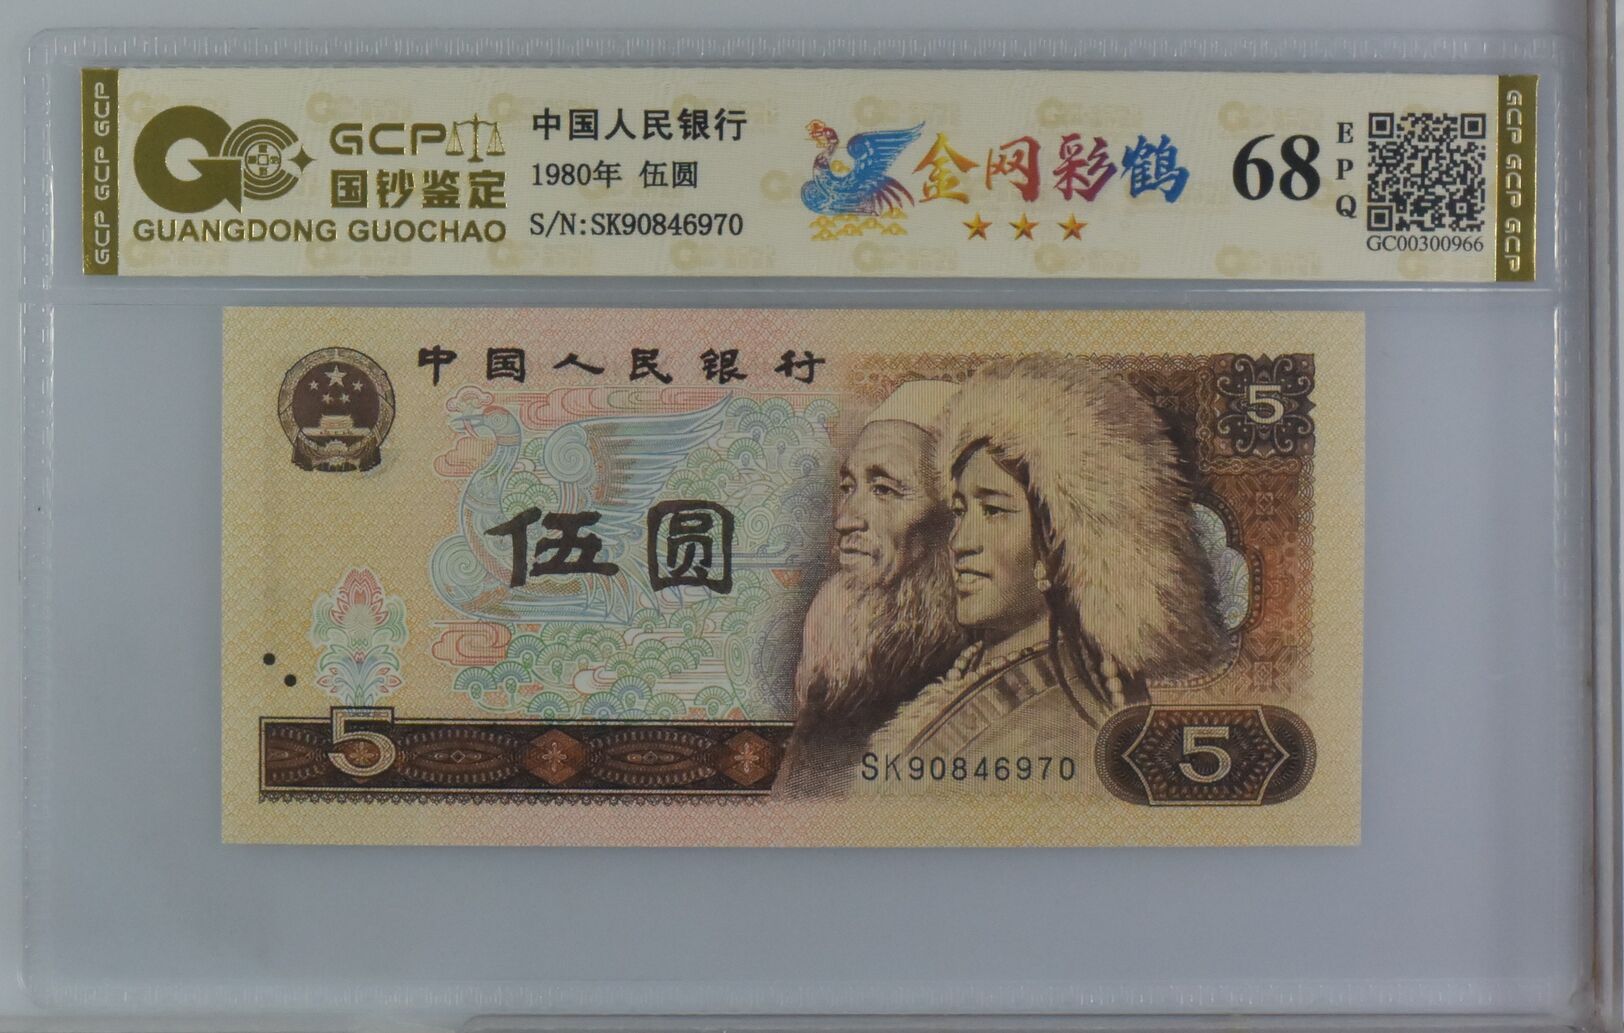 GCP GCP GCP
GCP
国钞鉴定
GUANGDONG GUOCHAO
中国人民银行
1980年 伍圆
S/N:SK90846970
金网彩鹤
68
EPQ
GC00300966
GCP GCP GCP
中国人民银行
5
伍圆
5
SK90846970
5